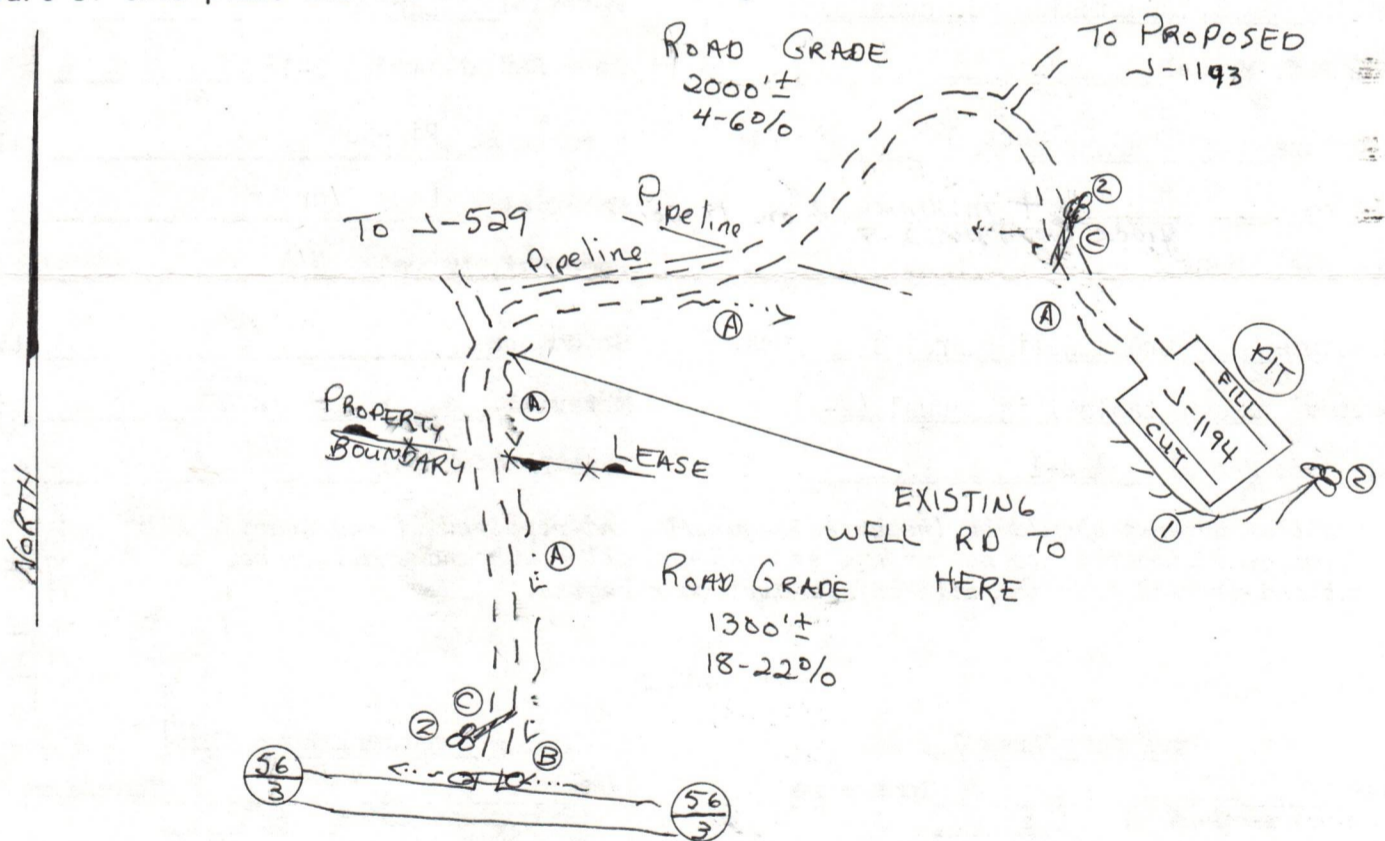 ROAD GRADE
2000'±
4-6%
TO PROPOSED
J-1193
TO J-529
Pipeline
Pipeline
2
C
A
A
PIT
FILL
J-1194
CUT
2
1
A
PROPERTY
BOUNDARY
LEASE
EXISTING
WELL RD TO
HERE
A
ROAD GRADE
1300'±
18-22%
NORTH
C
2
B
56
3
56
3